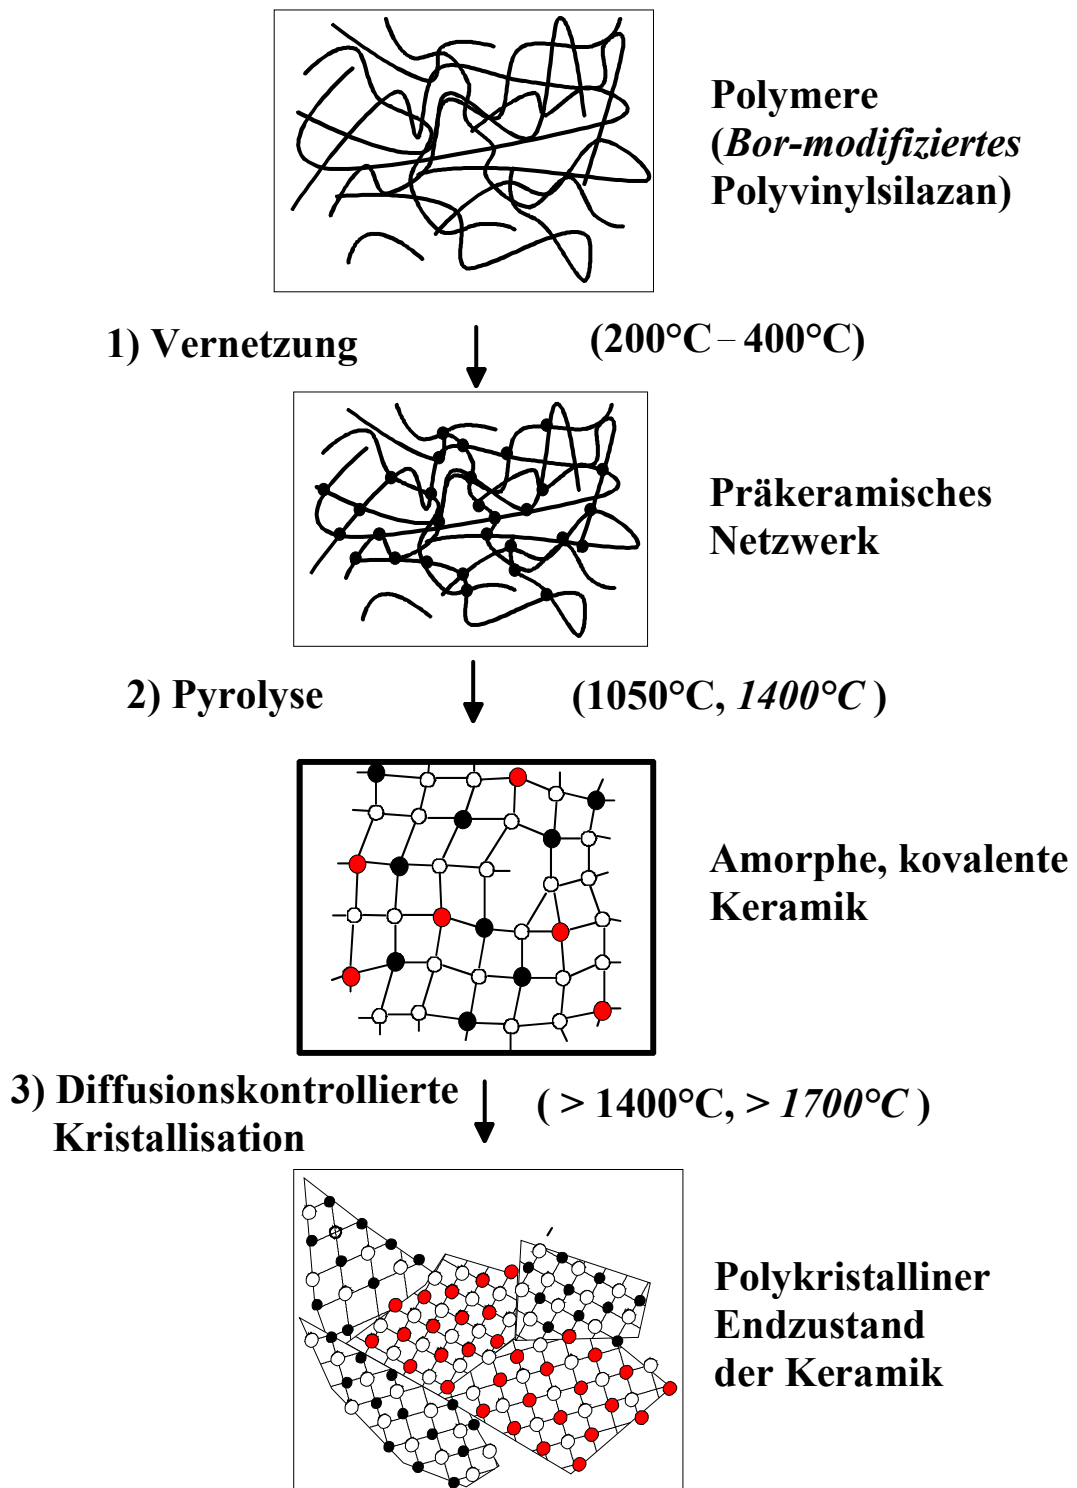 Polymere
(Bor-modifiziertes
Polyvinylsilazan)
1) Vernetzung
(200°C – 400°C)
Präkeramisches
Netzwerk
2) Pyrolyse
(1050°C, 1400°C )
Amorphe, kovalente
Keramik
3) Diffusionskontrollierte
Kristallisation
( > 1400°C, > 1700°C )
Polykristalliner
Endzustand
der Keramik